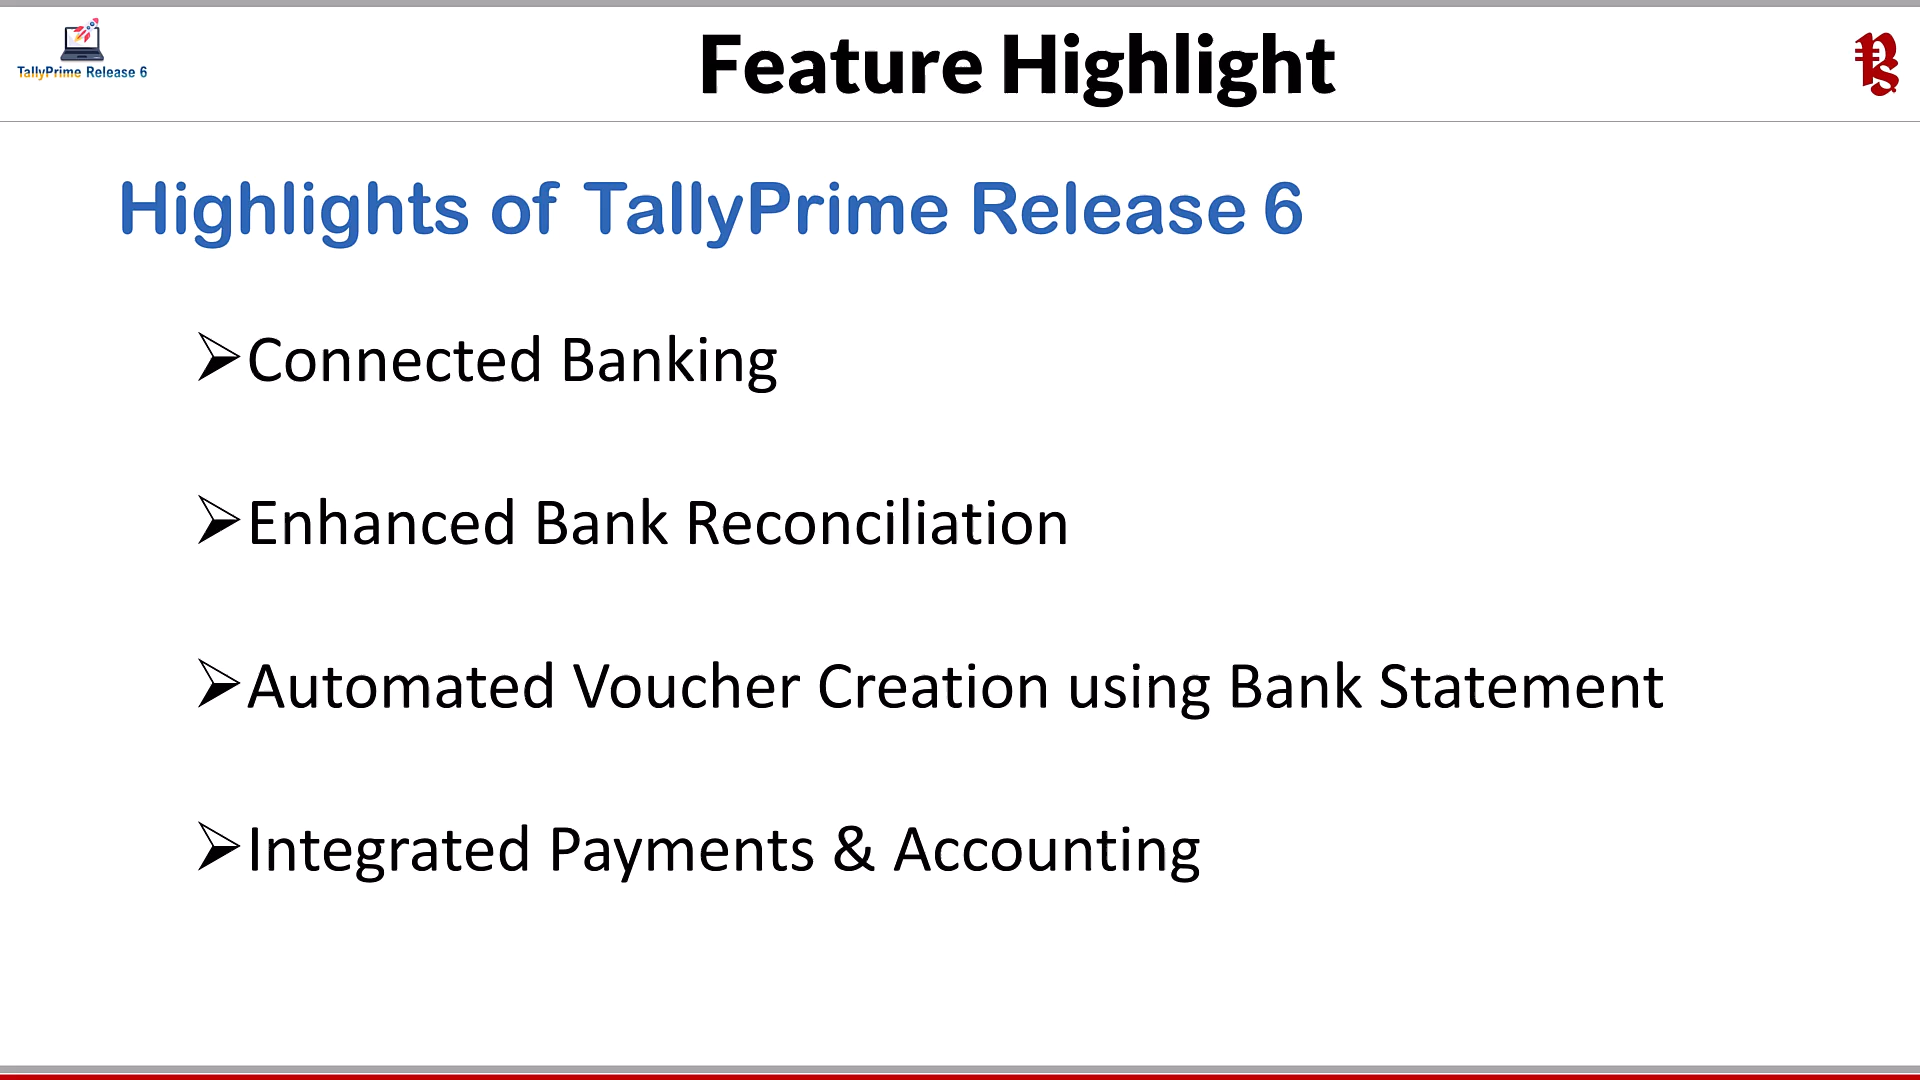 TallyPrime Release 6
Feature Highlight
Highlights of TallyPrime Release 6
➢Connected Banking
➢Enhanced Bank Reconciliation
➢Automated Voucher Creation using Bank Statement
➢Integrated Payments & Accounting